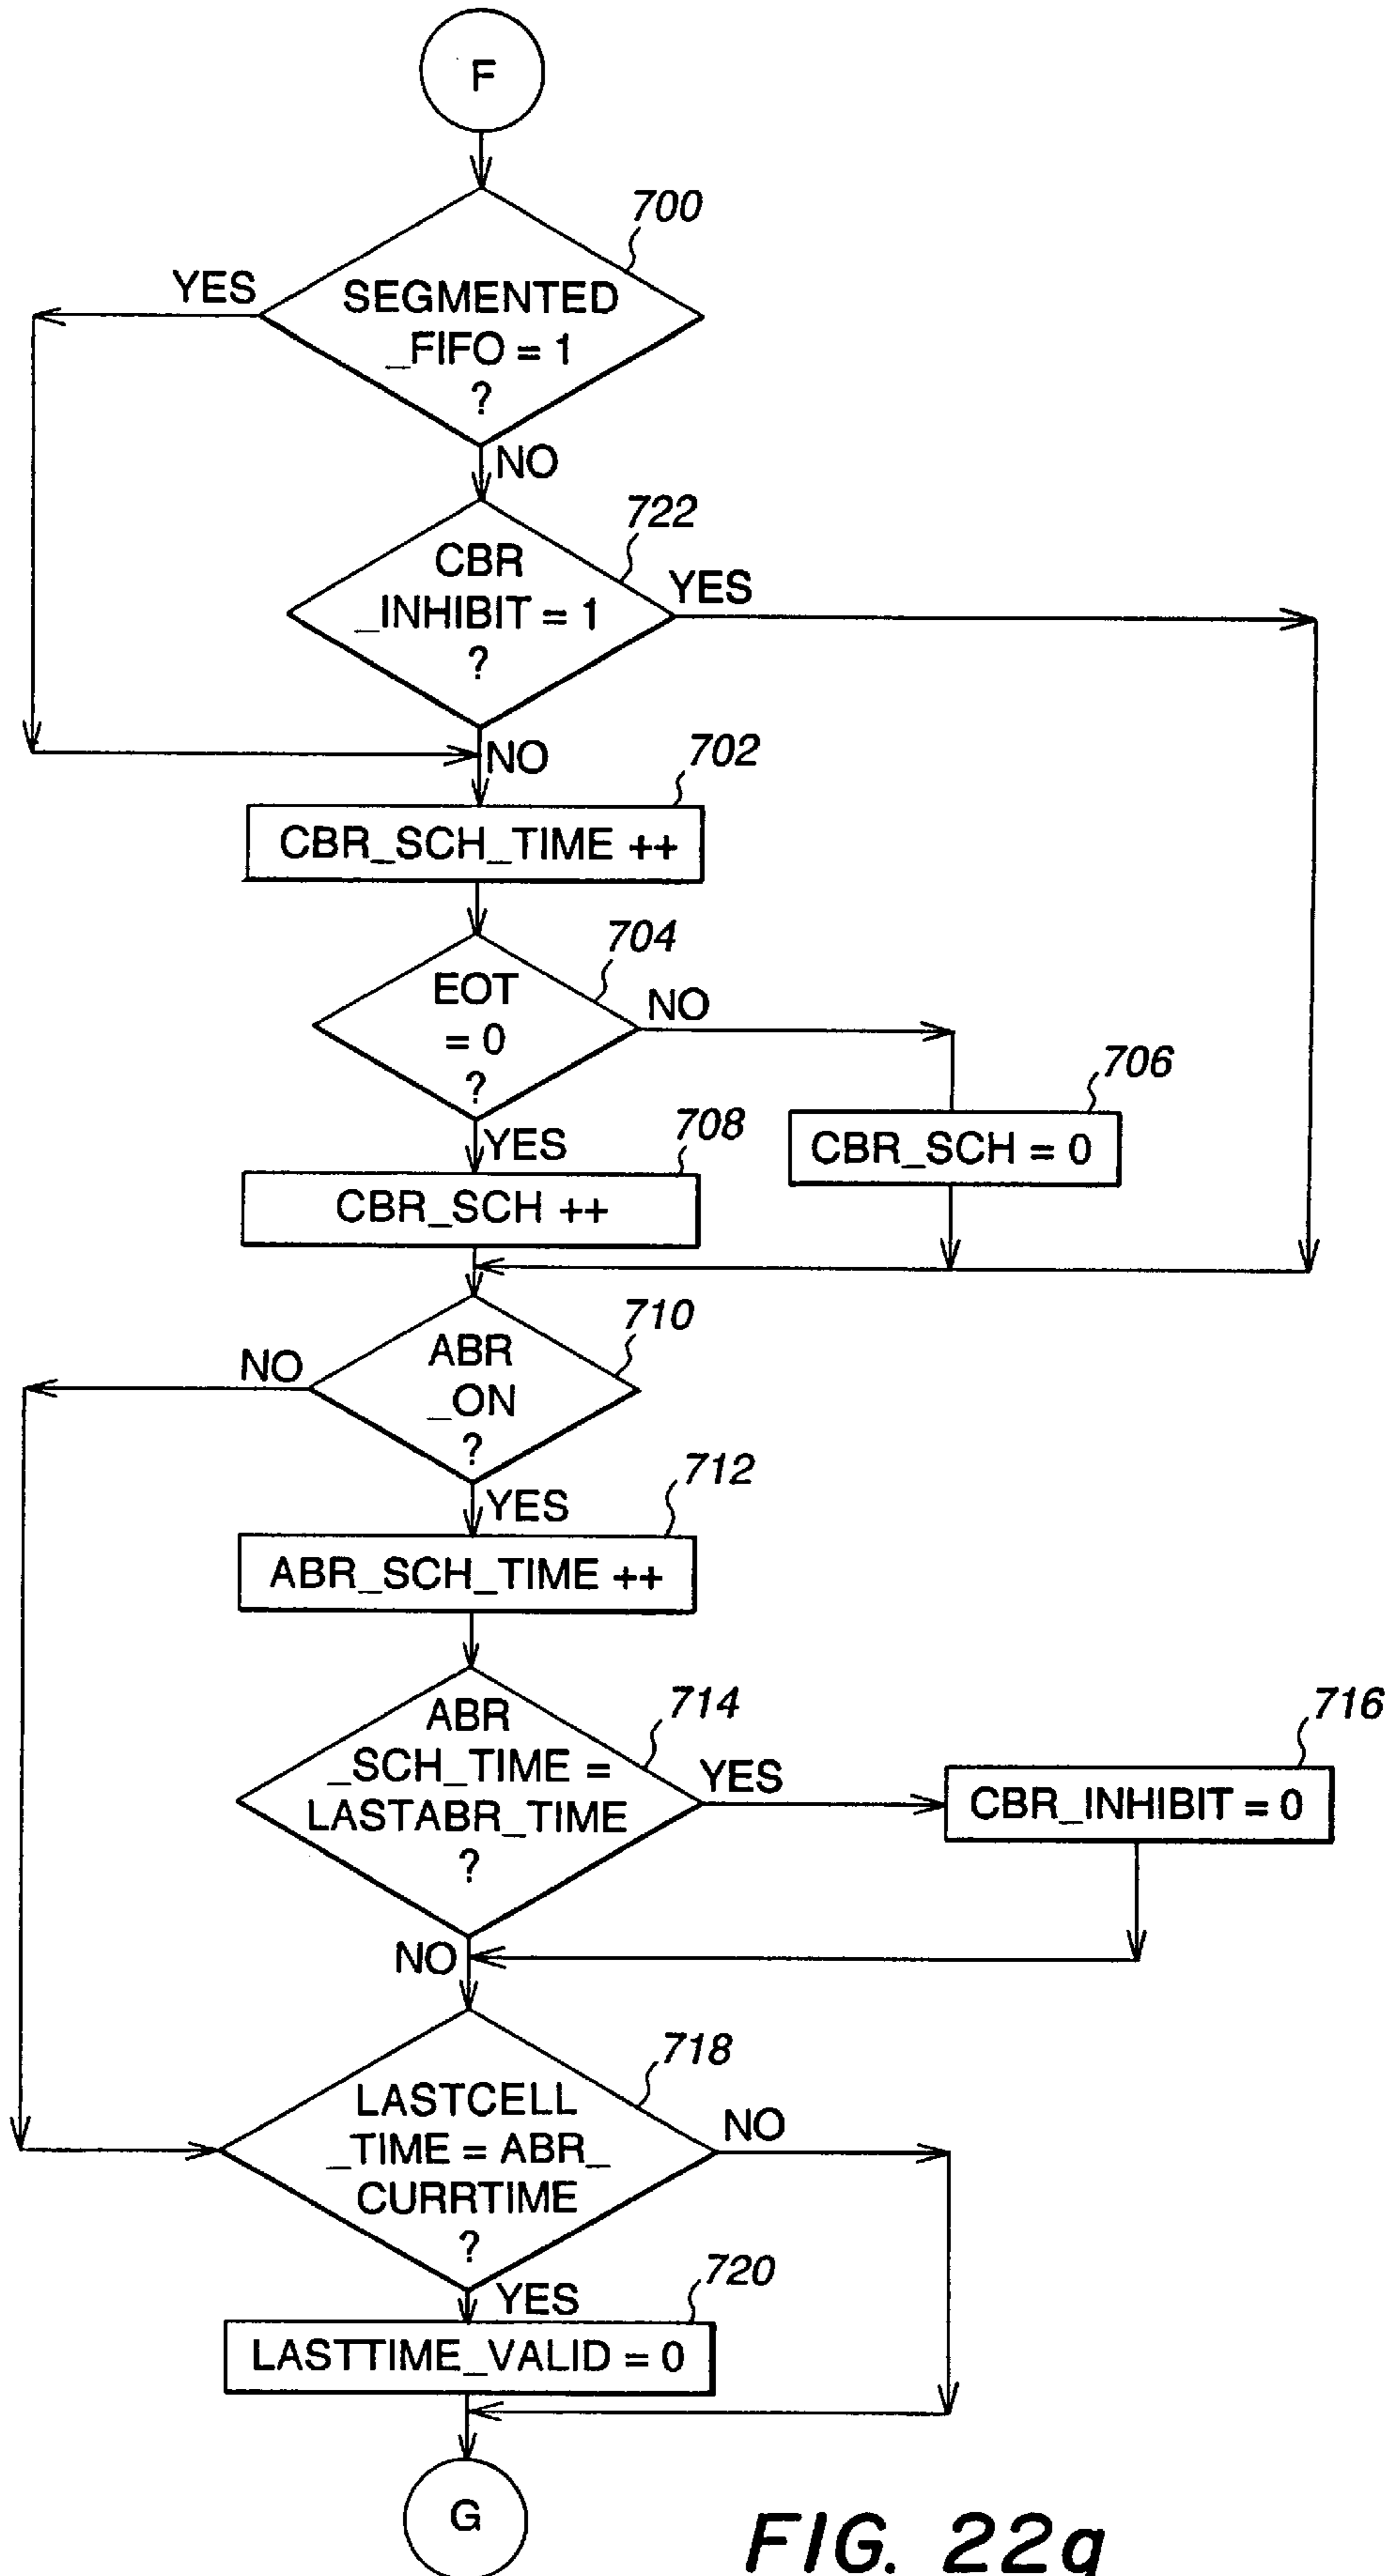 F
700
YES
SEGMENTED
_FIFO = 1
?
NO
722
CBR
_INHIBIT = 1
?
YES
NO
702
CBR_SCH_TIME ++
704
EOT
= 0
?
NO
706
CBR_SCH = 0
YES
708
CBR_SCH ++
710
ABR
_ON
?
NO
YES
712
ABR_SCH_TIME ++
714
ABR
_SCH_TIME =
LASTABR_TIME
?
YES
716
CBR_INHIBIT = 0
NO
718
LASTCELL
_TIME = ABR_
CURRTIME
?
NO
YES
720
LASTTIME_VALID = 0
G
FIG. 22g